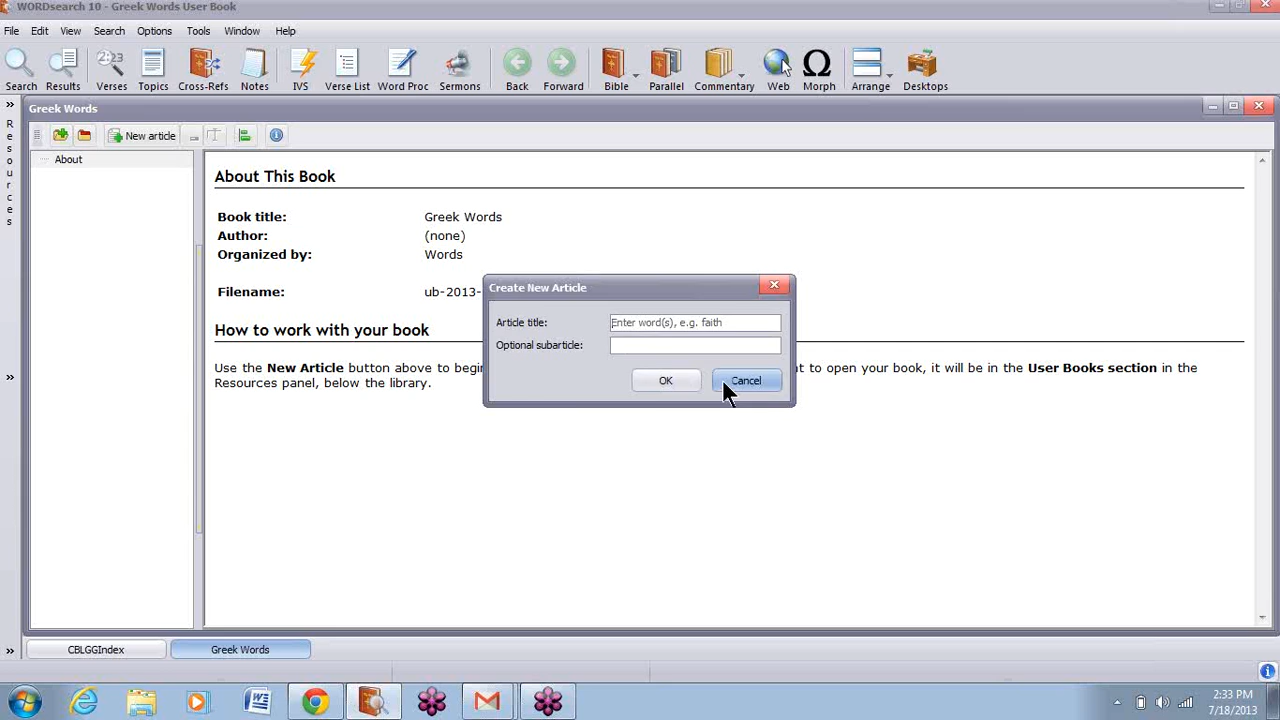 WORDsearch 10 - Greek Words User Book
File Edit View Search Options Tools Window Help
Search Results Verses Topics Cross-Refs Notes IVS Verse List Word Proc Sermons Back Forward Bible Parallel Commentary Web Morph Arrange Desktops
Resources
Greek Words
New article
About
About This Book
Book title: Greek Words
Author: (none)
Organized by: Words
Filename: ub-2013-
How to work with your book
Use the New Article button above to begi
t to open your book, it will be in the User Books section in the
Resources panel, below the library.
Create New Article
Article title: Enter word(s), e.g. faith
Optional subarticle:
OK Cancel
CBLGGIndex Greek Words
2:33 PM
7/18/2013